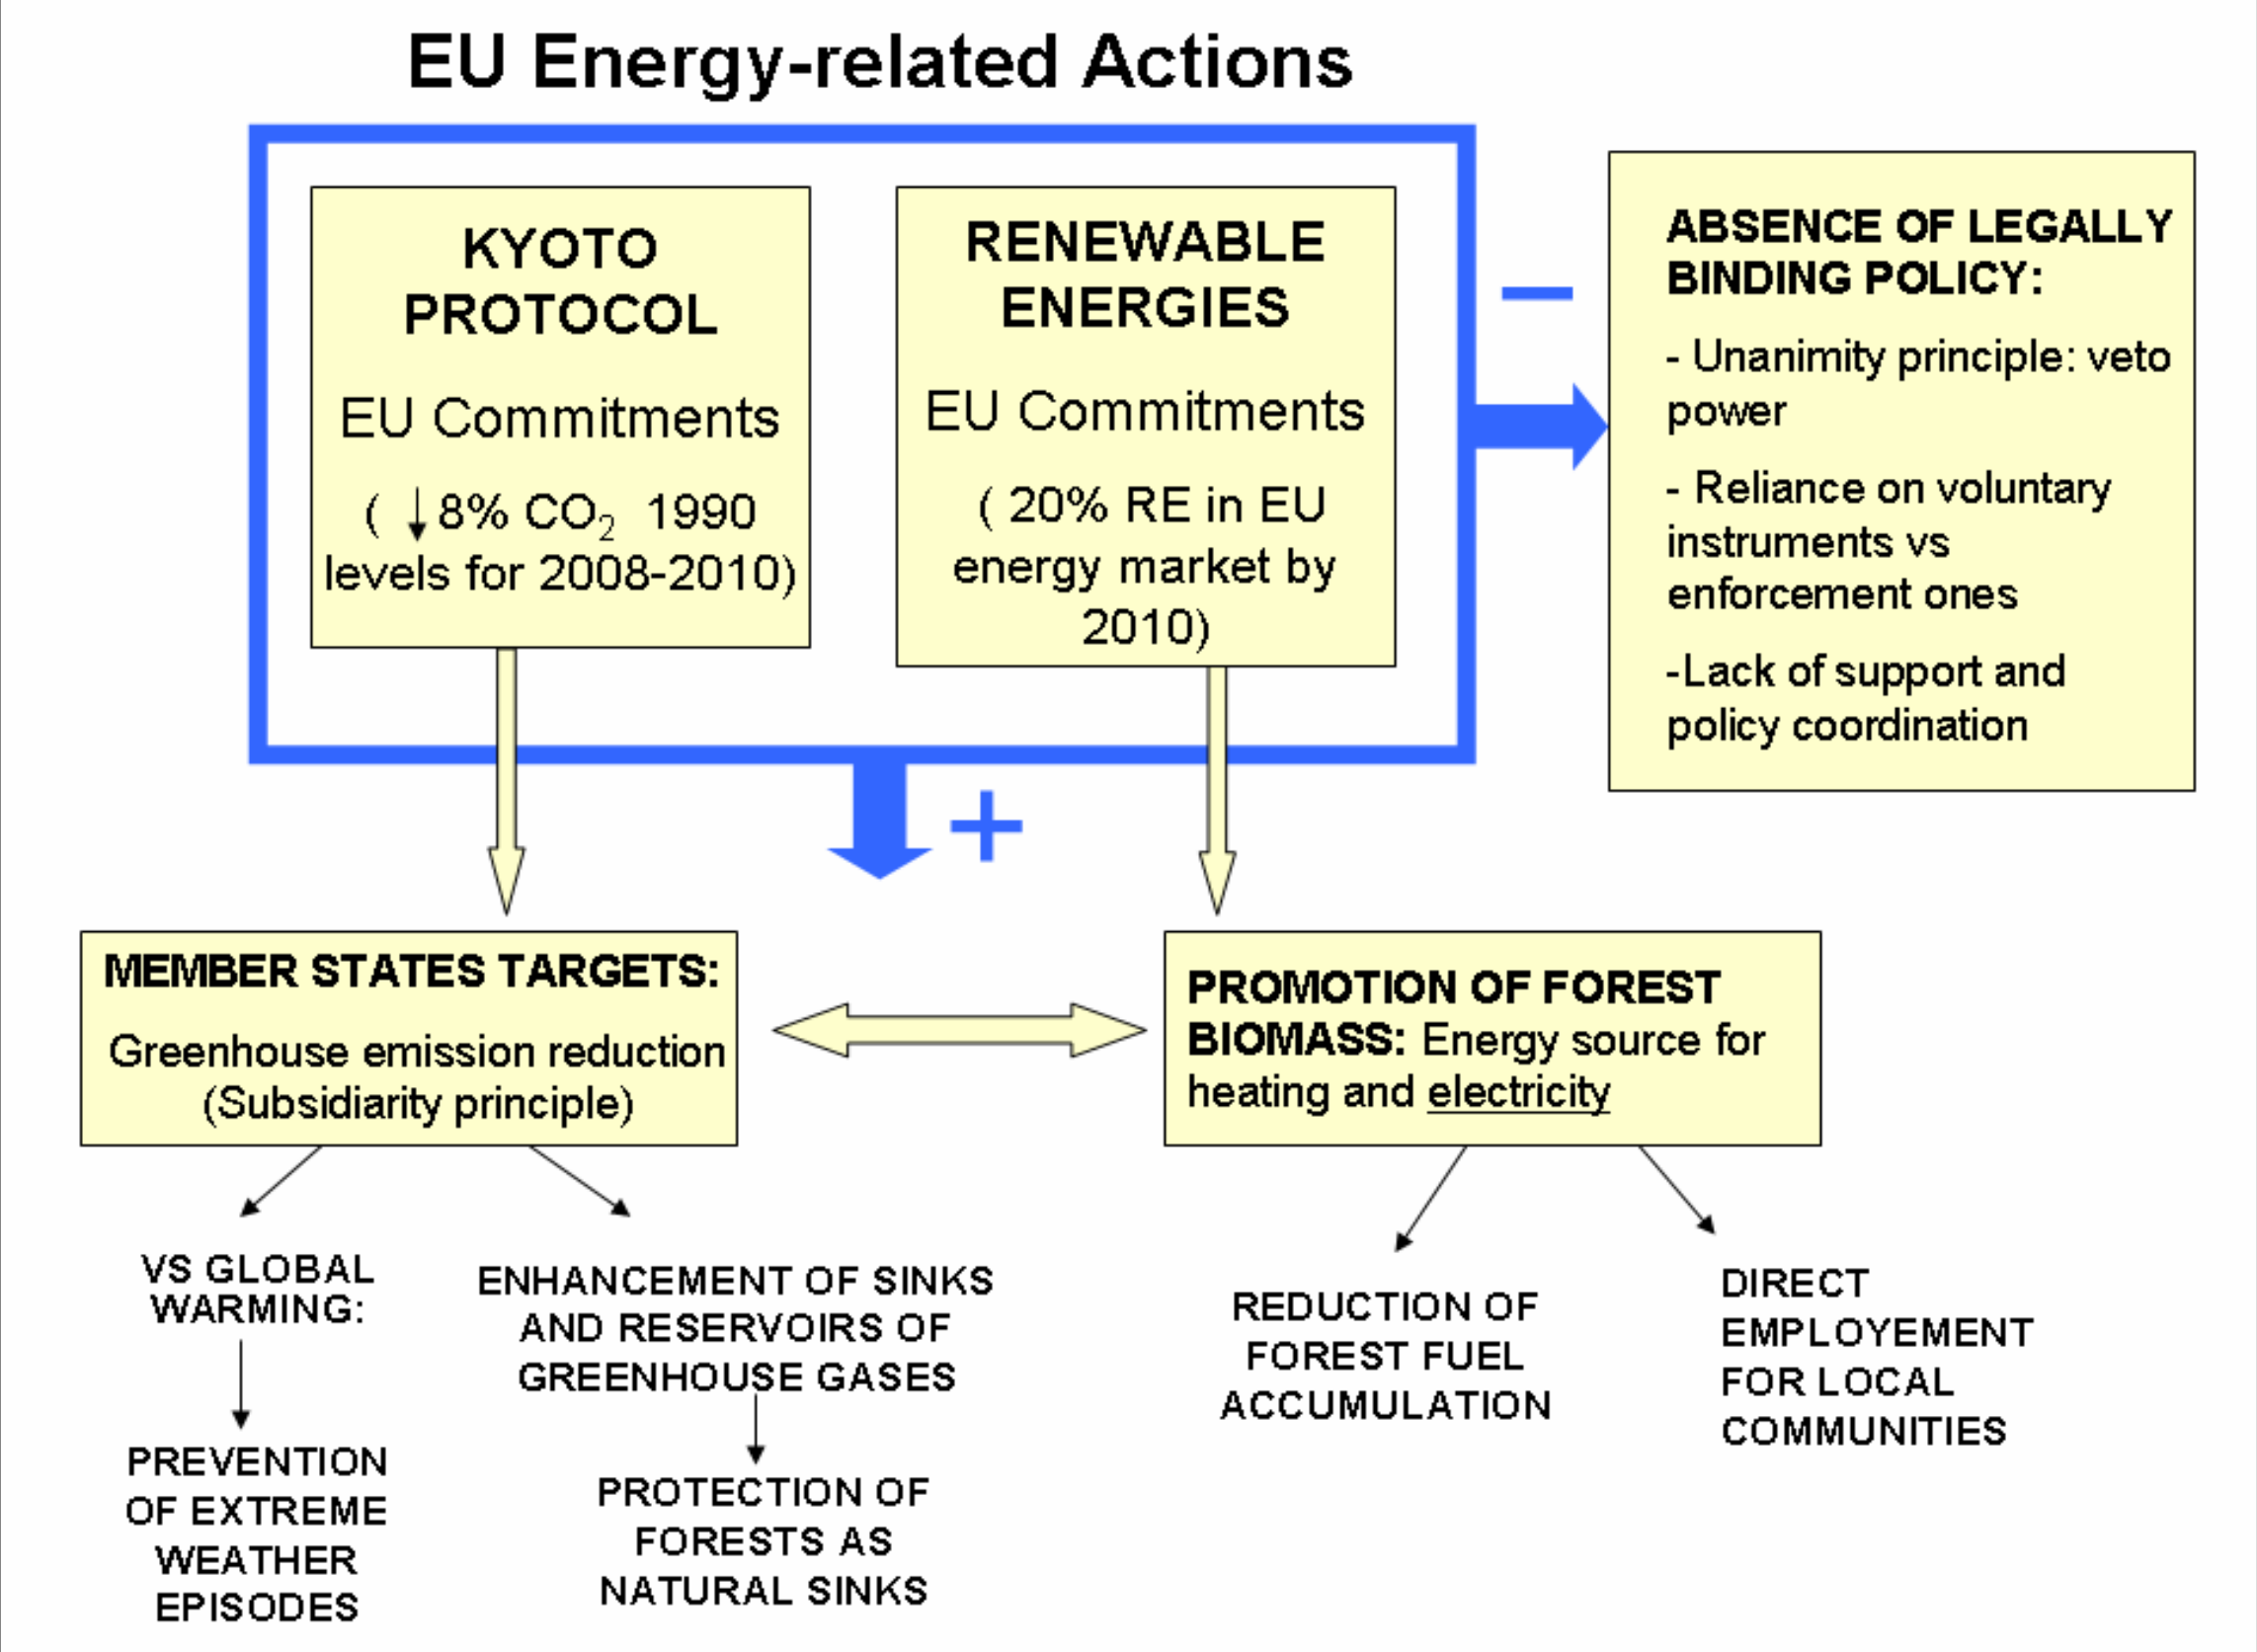 EU Energy-related Actions
KYOTO
PROTOCOL
EU Commitments
( ↓8% CO₂ 1990
levels for 2008-2010)
RENEWABLE
ENERGIES
EU Commitments
( 20% RE in EU
energy market by
2010)
−
ABSENCE OF LEGALLY
BINDING POLICY:
- Unanimity principle: veto
power
- Reliance on voluntary
instruments vs
enforcement ones
-Lack of support and
policy coordination
+
MEMBER STATES TARGETS:
Greenhouse emission reduction
(Subsidiarity principle)
PROMOTION OF FOREST
BIOMASS: Energy source for
heating and electricity
VS GLOBAL
WARMING:
PREVENTION
OF EXTREME
WEATHER
EPISODES
ENHANCEMENT OF SINKS
AND RESERVOIRS OF
GREENHOUSE GASES
PROTECTION OF
FORESTS AS
NATURAL SINKS
REDUCTION OF
FOREST FUEL
ACCUMULATION
DIRECT
EMPLOYEMENT
FOR LOCAL
COMMUNITIES